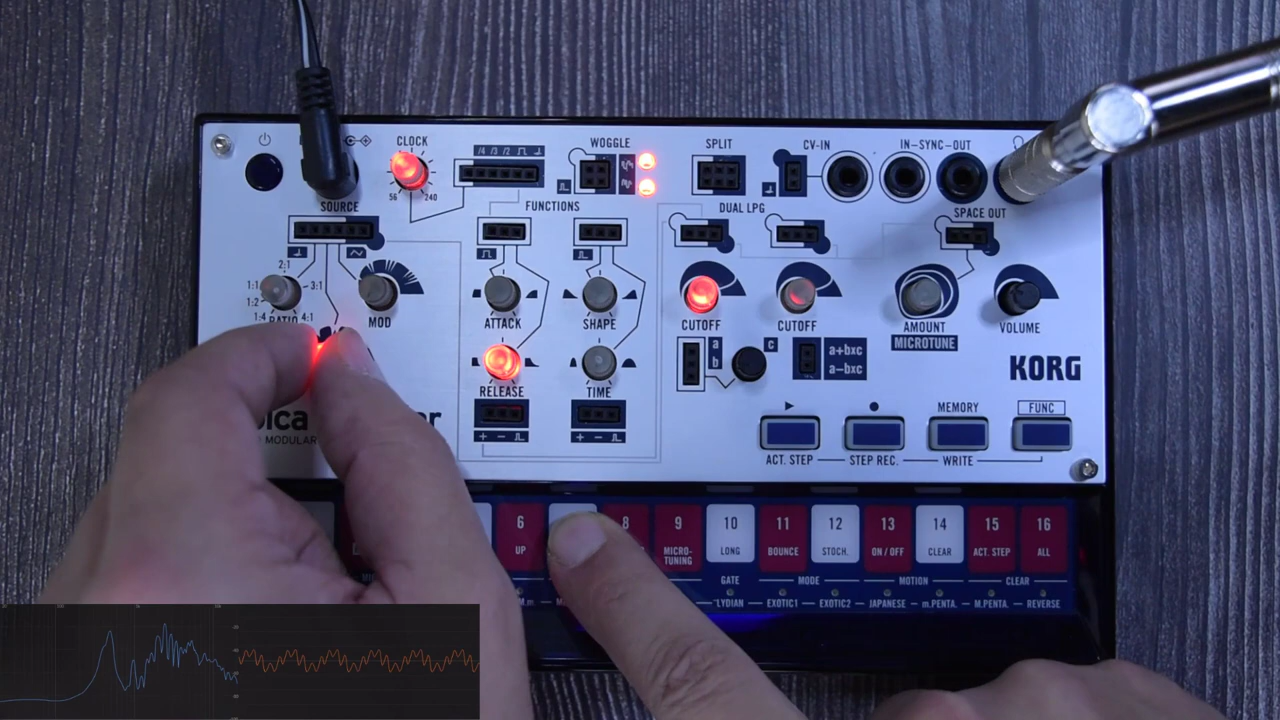 CLOCK
WOGGLE
SPLIT
CV-IN
IN-SYNC-OUT
/4 /3 /2
56 240
SOURCE
FUNCTIONS
DUAL LPG
SPACE OUT
2:1
1:1 3:1
1:2
1:4 4:1
RATIO
MOD
ATTACK
SHAPE
CUTOFF
CUTOFF
AMOUNT
VOLUME
MICROTUNE
a
b
c
a+bxc
a-bxc
KORG
RELEASE
TIME
+ -
+ -
MODULAR
MEMORY
FUNC
ACT. STEP
STEP REC.
WRITE
6
8
9
10
11
12
13
14
15
16
UP
MICRO-
TUNING
LONG
BOUNCE
STOCH.
ON / OFF
CLEAR
ACT. STEP
ALL
GATE
MODE
MOTION
CLEAR
LYDIAN
EXOTIC1
EXOTIC2
JAPANESE
m.PENTA.
M.PENTA.
REVERSE